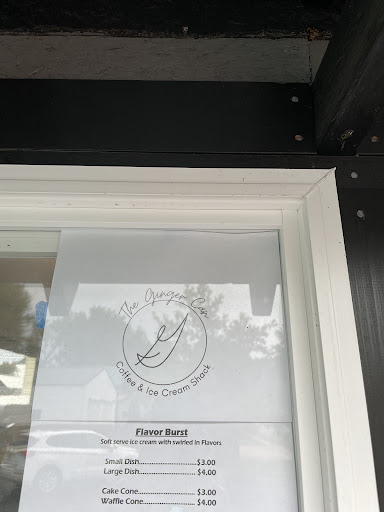 The Ginger Cat
Coffee & Ice Cream Shack
Flavor Burst
Soft serve ice cream with swirled in Flavors
Small Dish..........................$3.00
Large Dish.......................... $4.00
Cake Cone..........................$3.00
Waffle Cone........................$4.00